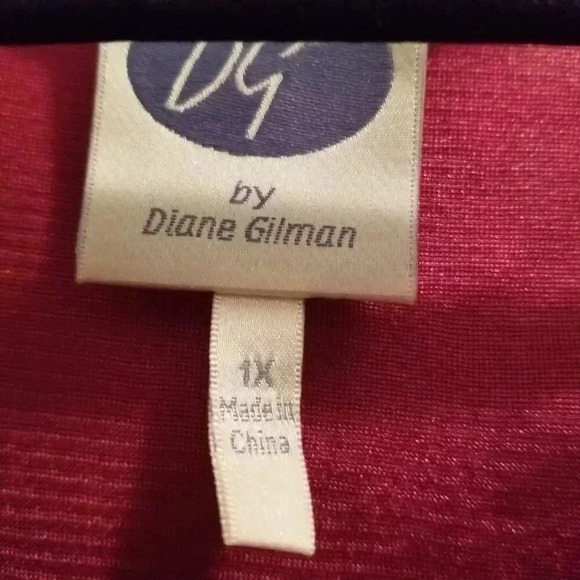 DG
by
Diane Gilman
1X
Made in
China